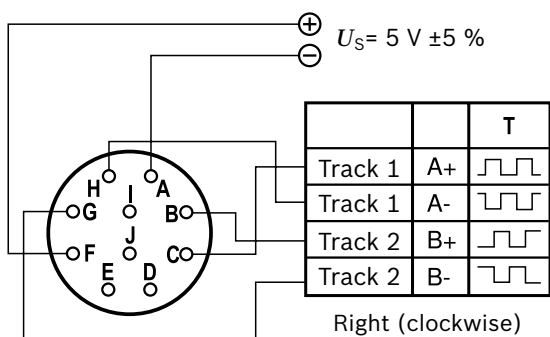 U_S= 5 V ±5 %
T
Track 1 A+
Track 1 A-
Track 2 B+
Track 2 B-
H I A
G B
F J C
E D
Right (clockwise)